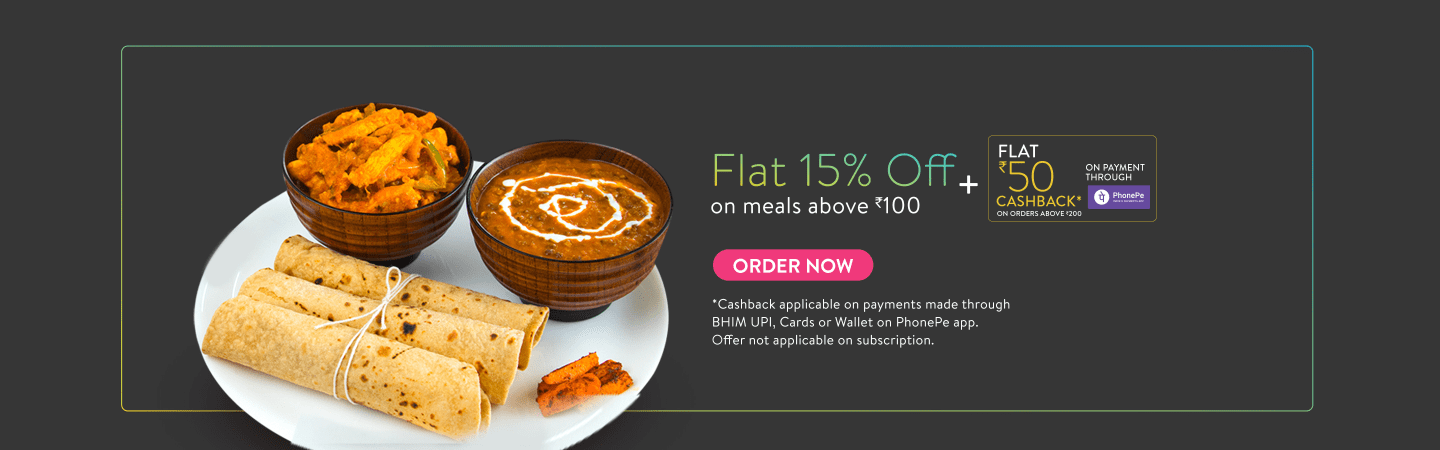 Flat 15% Off
on meals above ₹100
+
FLAT
₹50
CASHBACK*
ON ORDERS ABOVE ₹200
ON PAYMENT
THROUGH
PhonePe
ORDER NOW
*Cashback applicable on payments made through
BHIM UPI, Cards or Wallet on PhonePe app.
Offer not applicable on subscription.